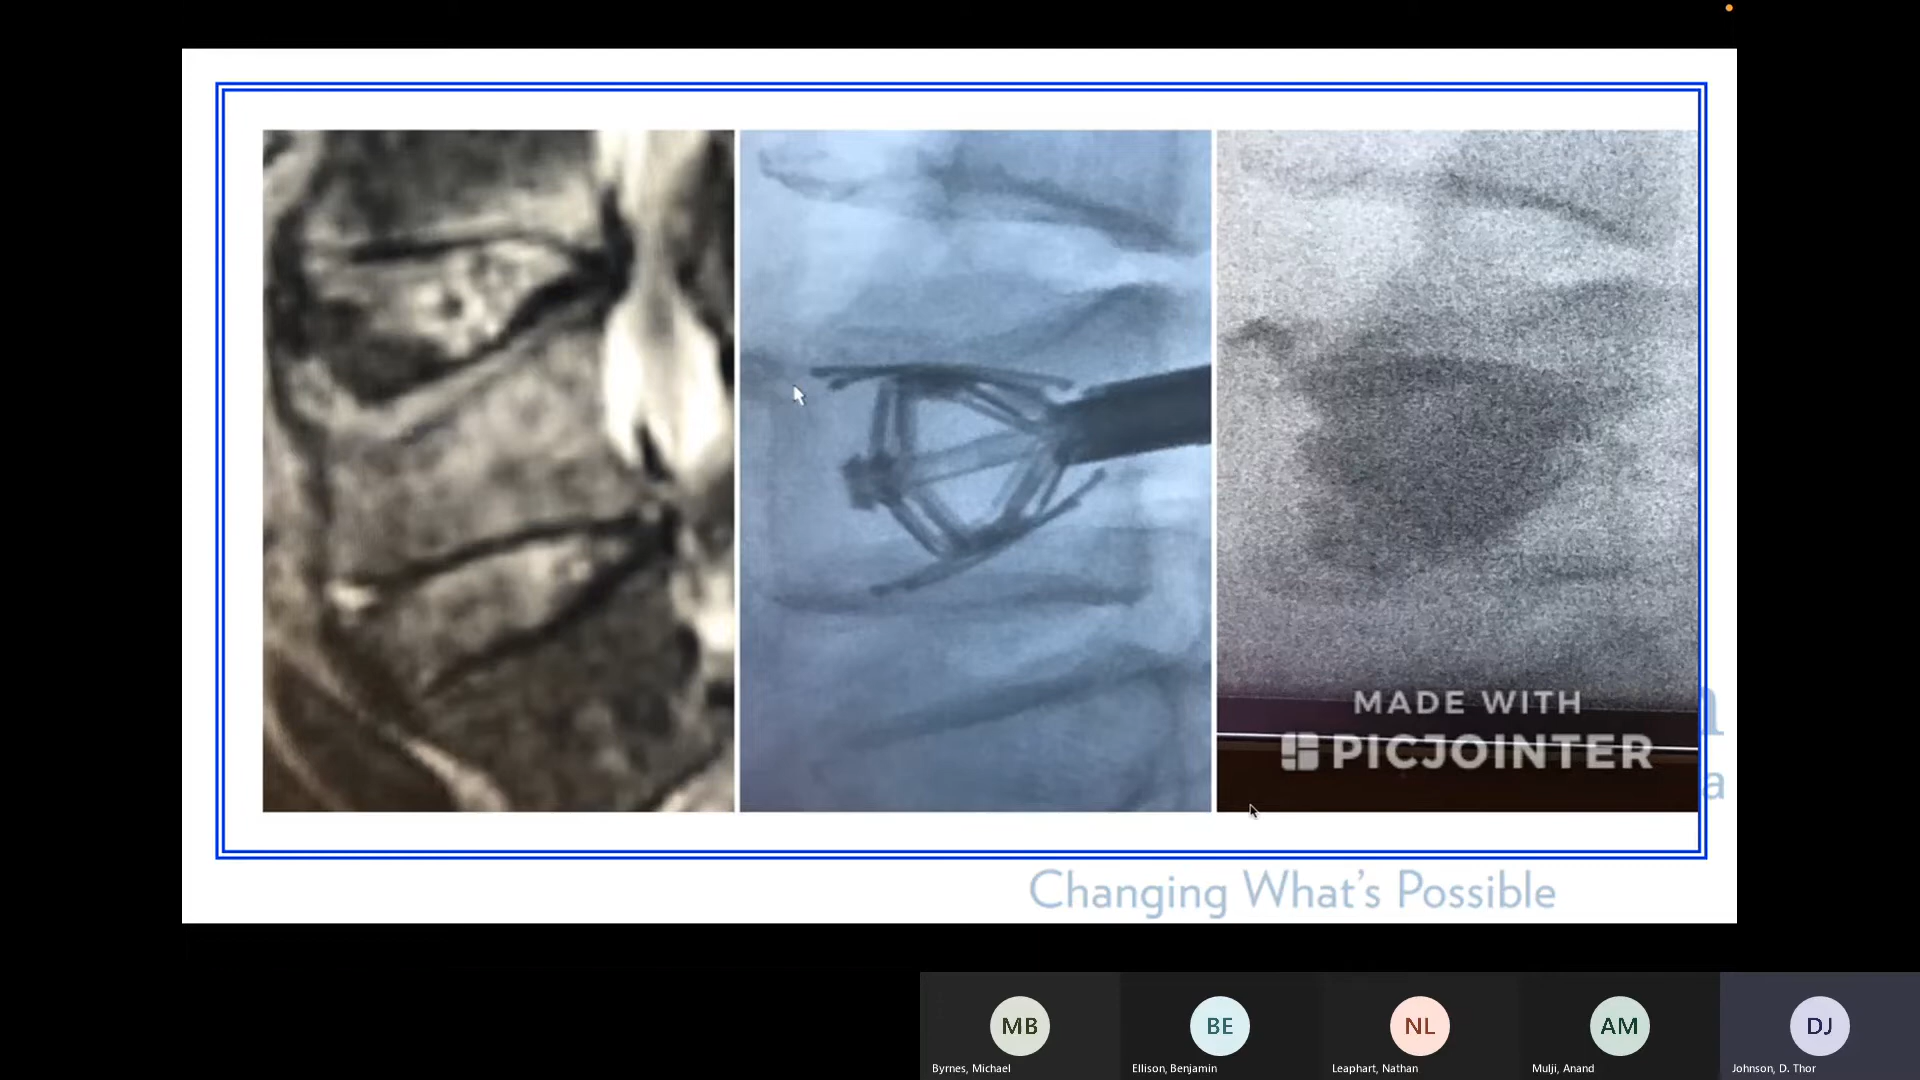 MADE WITH
PICJOINTER
a
Changing What's Possible
MB
BE
NL
AM
DJ
Byrnes, Michael
Ellison, Benjamin
Leaphart, Nathan
Mulji, Anand
Johnson, D. Thor